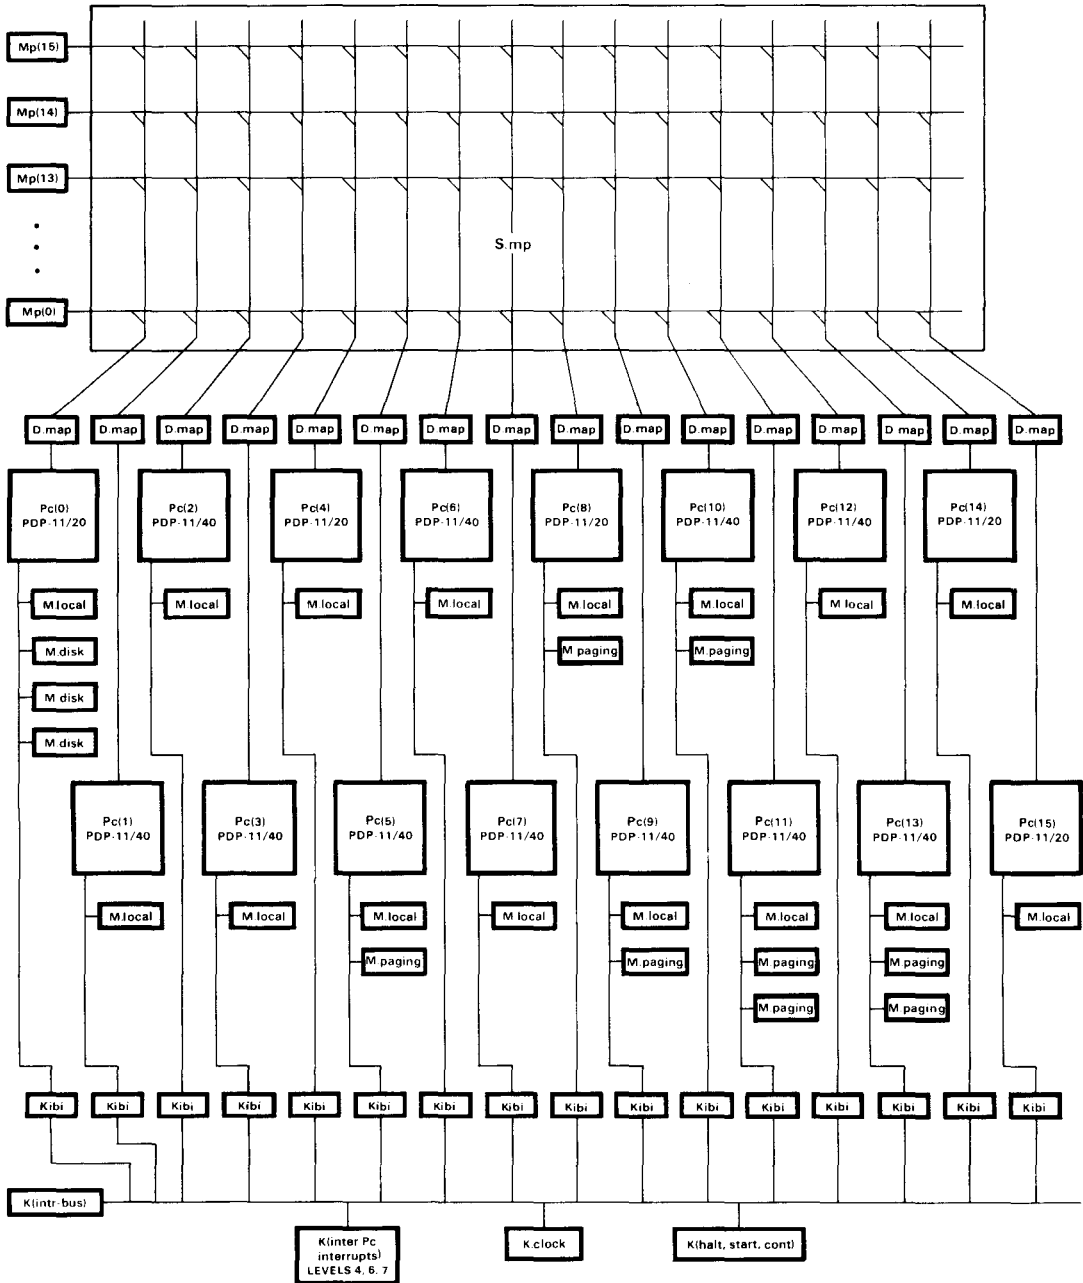 Mp(15)
Mp(14)
Mp(13)
S.mp
Mp(0)
D.map D.map D.map D.map D.map D.map D.map D.map D.map D.map D.map D.map D.map D.map D.map D.map
Pc(0)
PDP-11/20
Pc(2)
PDP-11/40
Pc(4)
PDP-11/20
Pc(6)
PDP-11/40
Pc(8)
PDP-11/20
Pc(10)
PDP-11/40
Pc(12)
PDP-11/40
Pc(14)
PDP-11/20
M.local M.local M.local M.local M.local M.local M.local M.local
M.disk M.paging M.paging
M.disk
M.disk
Pc(1)
PDP-11/40
Pc(3)
PDP-11/40
Pc(5)
PDP-11/40
Pc(7)
PDP-11/40
Pc(9)
PDP-11/40
Pc(11)
PDP-11/40
Pc(13)
PDP-11/40
Pc(15)
PDP-11/20
M.local M.local M.local M.local M.local M.local M.local M.local
M.paging M.paging M.paging M.paging
M.paging M.paging
Kibi Kibi Kibi Kibi Kibi Kibi Kibi Kibi Kibi Kibi Kibi Kibi Kibi Kibi Kibi Kibi
K(intr-bus)
K(inter Pc
interrupts)
LEVELS 4, 6, 7
K.clock
K(halt, start, cont)